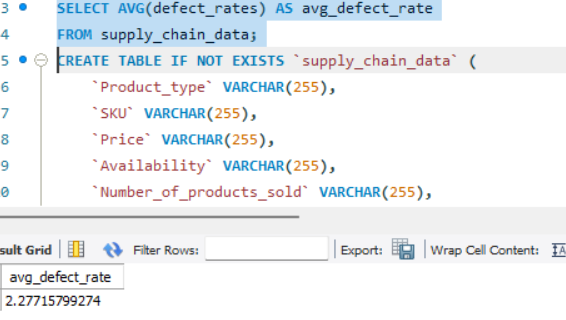 3 SELECT AVG(defect_rates) AS avg_defect_rate
4 FROM supply_chain_data;
5 CREATE TABLE IF NOT EXISTS `supply_chain_data` (
6 `Product_type` VARCHAR(255),
7 `SKU` VARCHAR(255),
8 `Price` VARCHAR(255),
9 `Availability` VARCHAR(255),
0 `Number_of_products_sold` VARCHAR(255),
sult Grid Filter Rows: Export: Wrap Cell Content:
avg_defect_rate
2.27715799274